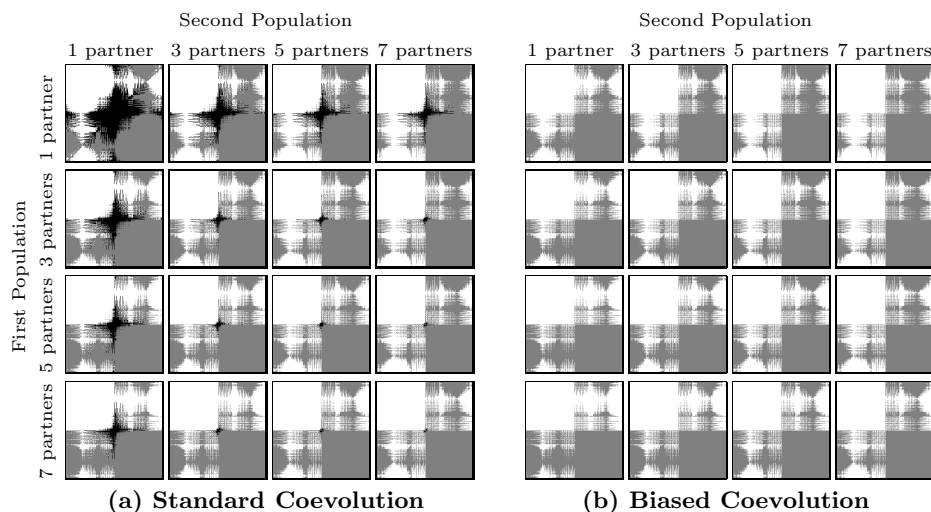 Second Population
1 partner 3 partners 5 partners 7 partners
First Population
1 partner
3 partners
5 partners
7 partners
(a) Standard Coevolution
Second Population
1 partner 3 partners 5 partners 7 partners
(b) Biased Coevolution